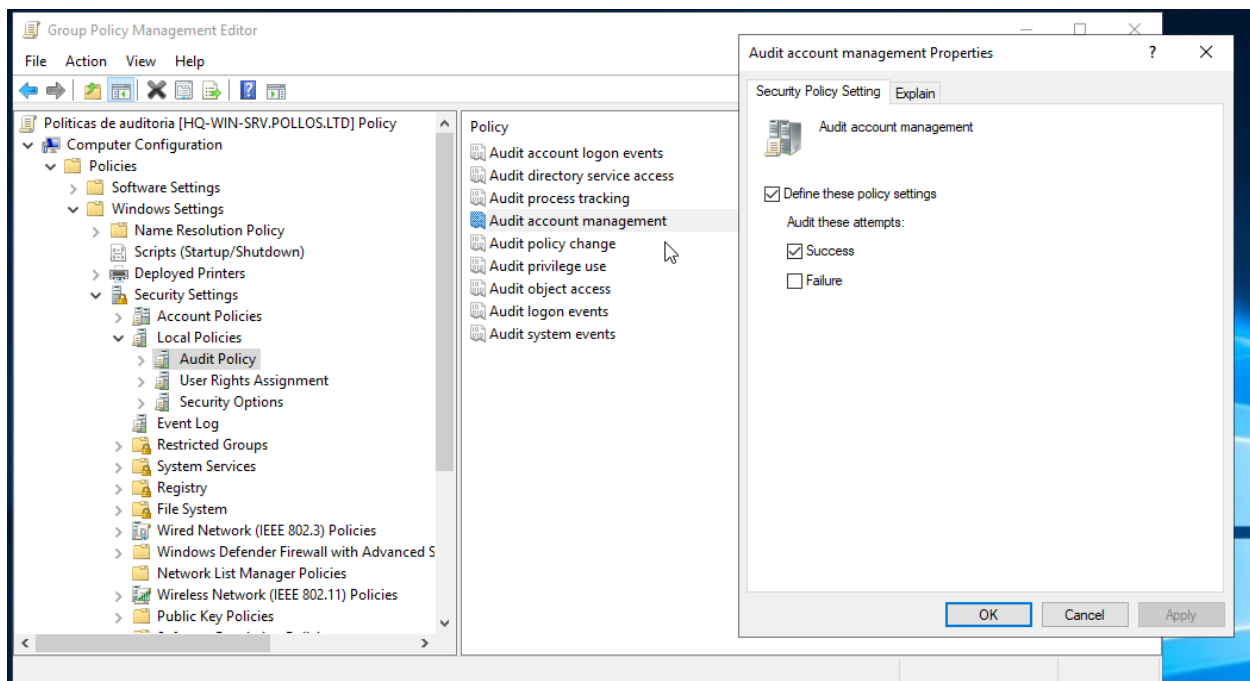 Group Policy Management Editor
File Action View Help
Politicas de auditoria [HQ-WIN-SRV.POLLOS.LTD] Policy
Computer Configuration
Policies
Software Settings
Windows Settings
Name Resolution Policy
Scripts (Startup/Shutdown)
Deployed Printers
Security Settings
Account Policies
Local Policies
Audit Policy
User Rights Assignment
Security Options
Event Log
Restricted Groups
System Services
Registry
File System
Wired Network (IEEE 802.3) Policies
Windows Defender Firewall with Advanced S
Network List Manager Policies
Wireless Network (IEEE 802.11) Policies
Public Key Policies
Policy
Audit account logon events
Audit directory service access
Audit process tracking
Audit account management
Audit policy change
Audit privilege use
Audit object access
Audit logon events
Audit system events
Audit account management Properties
Security Policy Setting Explain
Audit account management
Define these policy settings
Audit these attempts:
Success
Failure
OK Cancel Apply